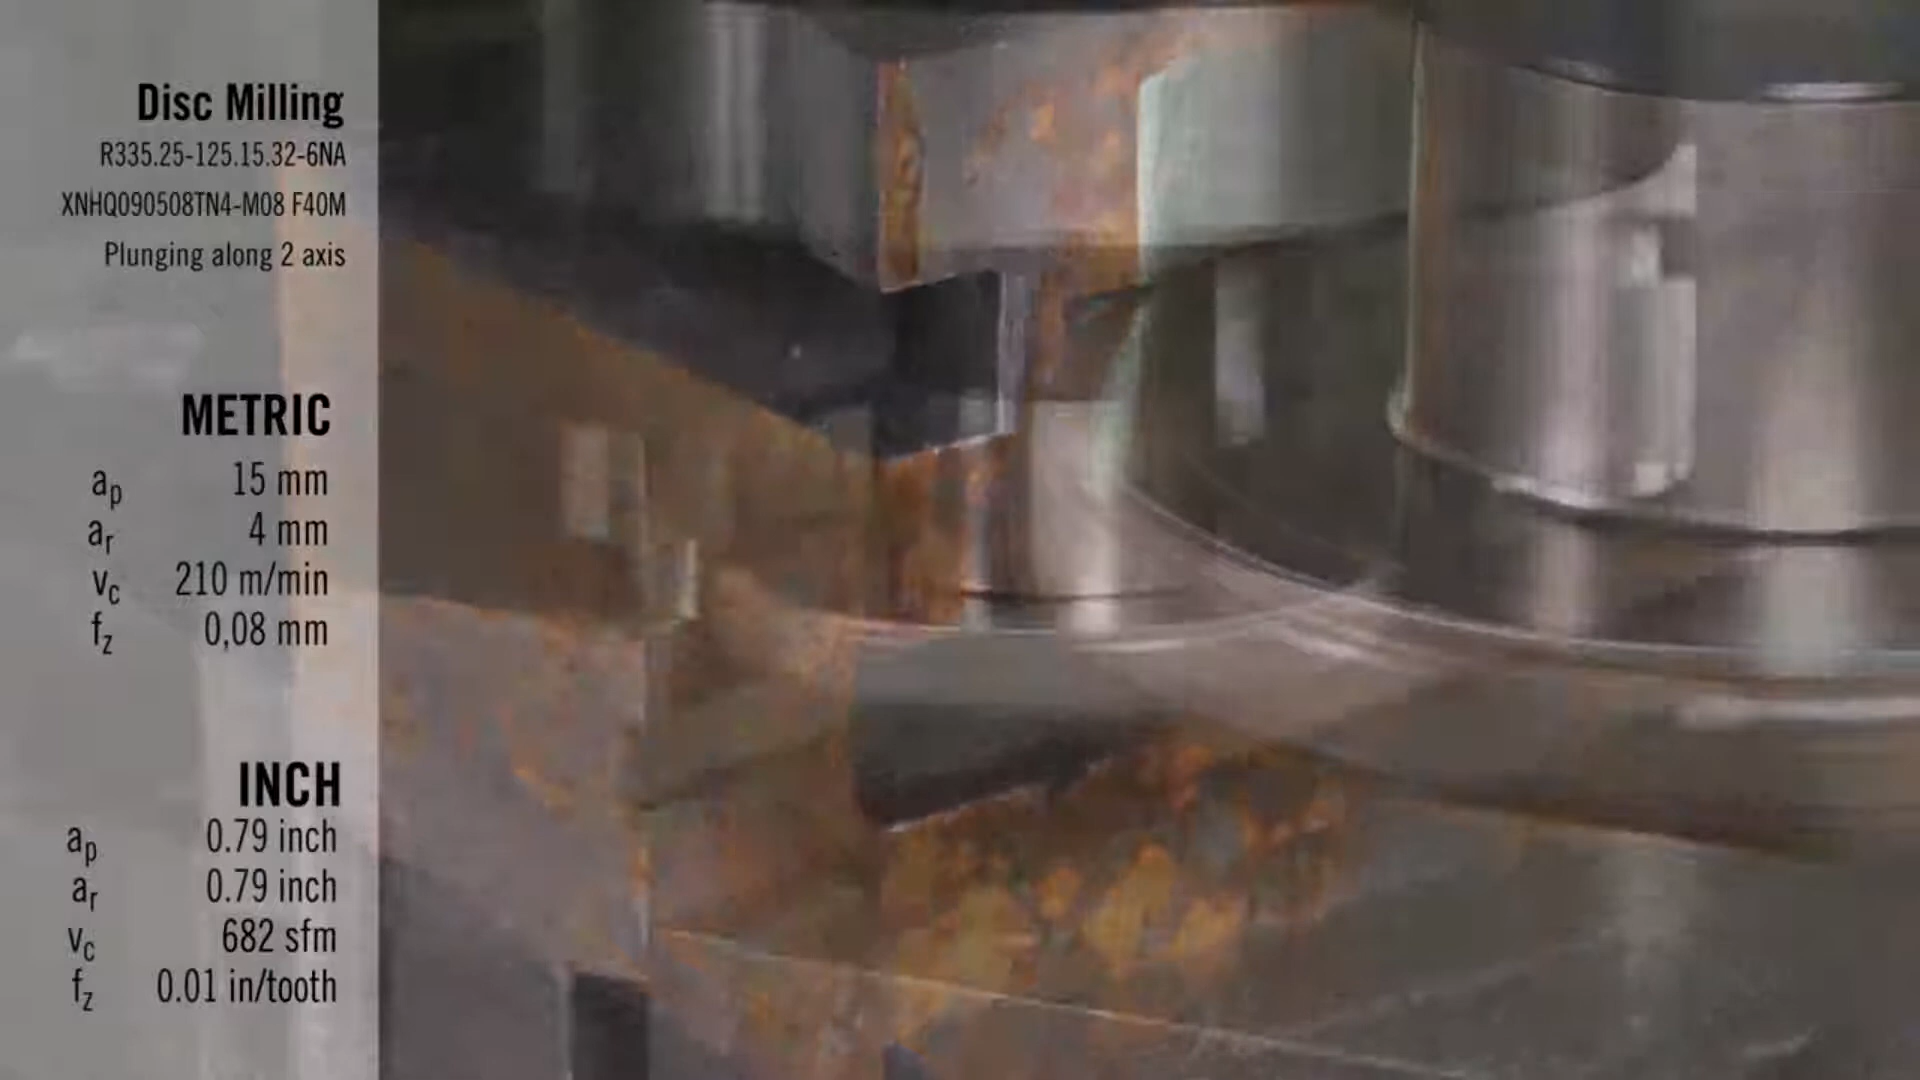 Disc Milling
R335.25-125.15.32-6NA
XNHQ090508TN4-M08 F40M
Plunging along 2 axis
METRIC
ap 15 mm
ar 4 mm
vc 210 m/min
fz 0,08 mm
INCH
ap 0.79 inch
ar 0.79 inch
vc 682 sfm
fz 0.01 in/tooth